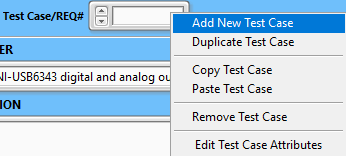 Test Case/REQ#
Add New Test Case
Duplicate Test Case
ER
NI-USB6343 digital and analog ou
Copy Test Case
Paste Test Case
ION
Remove Test Case
Edit Test Case Attributes